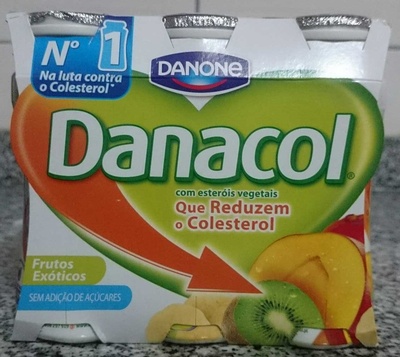 Nº 1
Na luta contra
o Colesterol*
DANONE
Danacol®
com esteróis vegetais
Que Reduzem
o Colesterol
Frutos
Exóticos
SEM ADIÇÃO DE AÇÚCARES